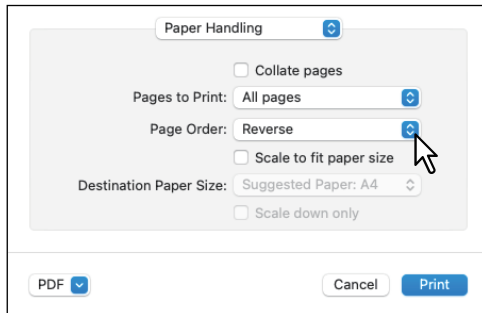 Paper Handling
Collate pages
Pages to Print: All pages
Page Order: Reverse
Scale to fit paper size
Destination Paper Size: Suggested Paper: A4
Scale down only
PDF Cancel Print